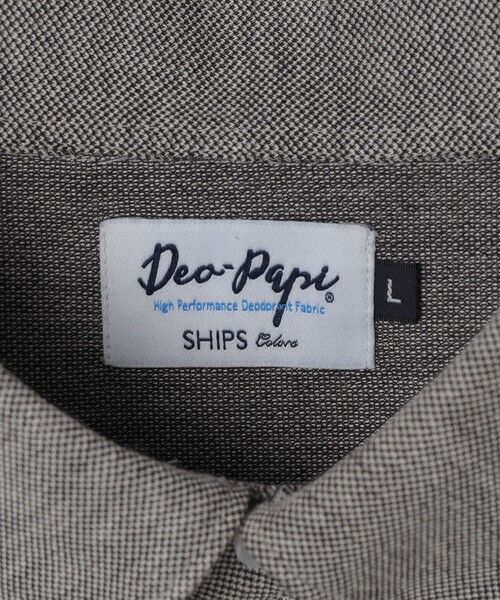 Deo-Papi®
High Performance Deodorant Fabric
SHIPS Colors
L